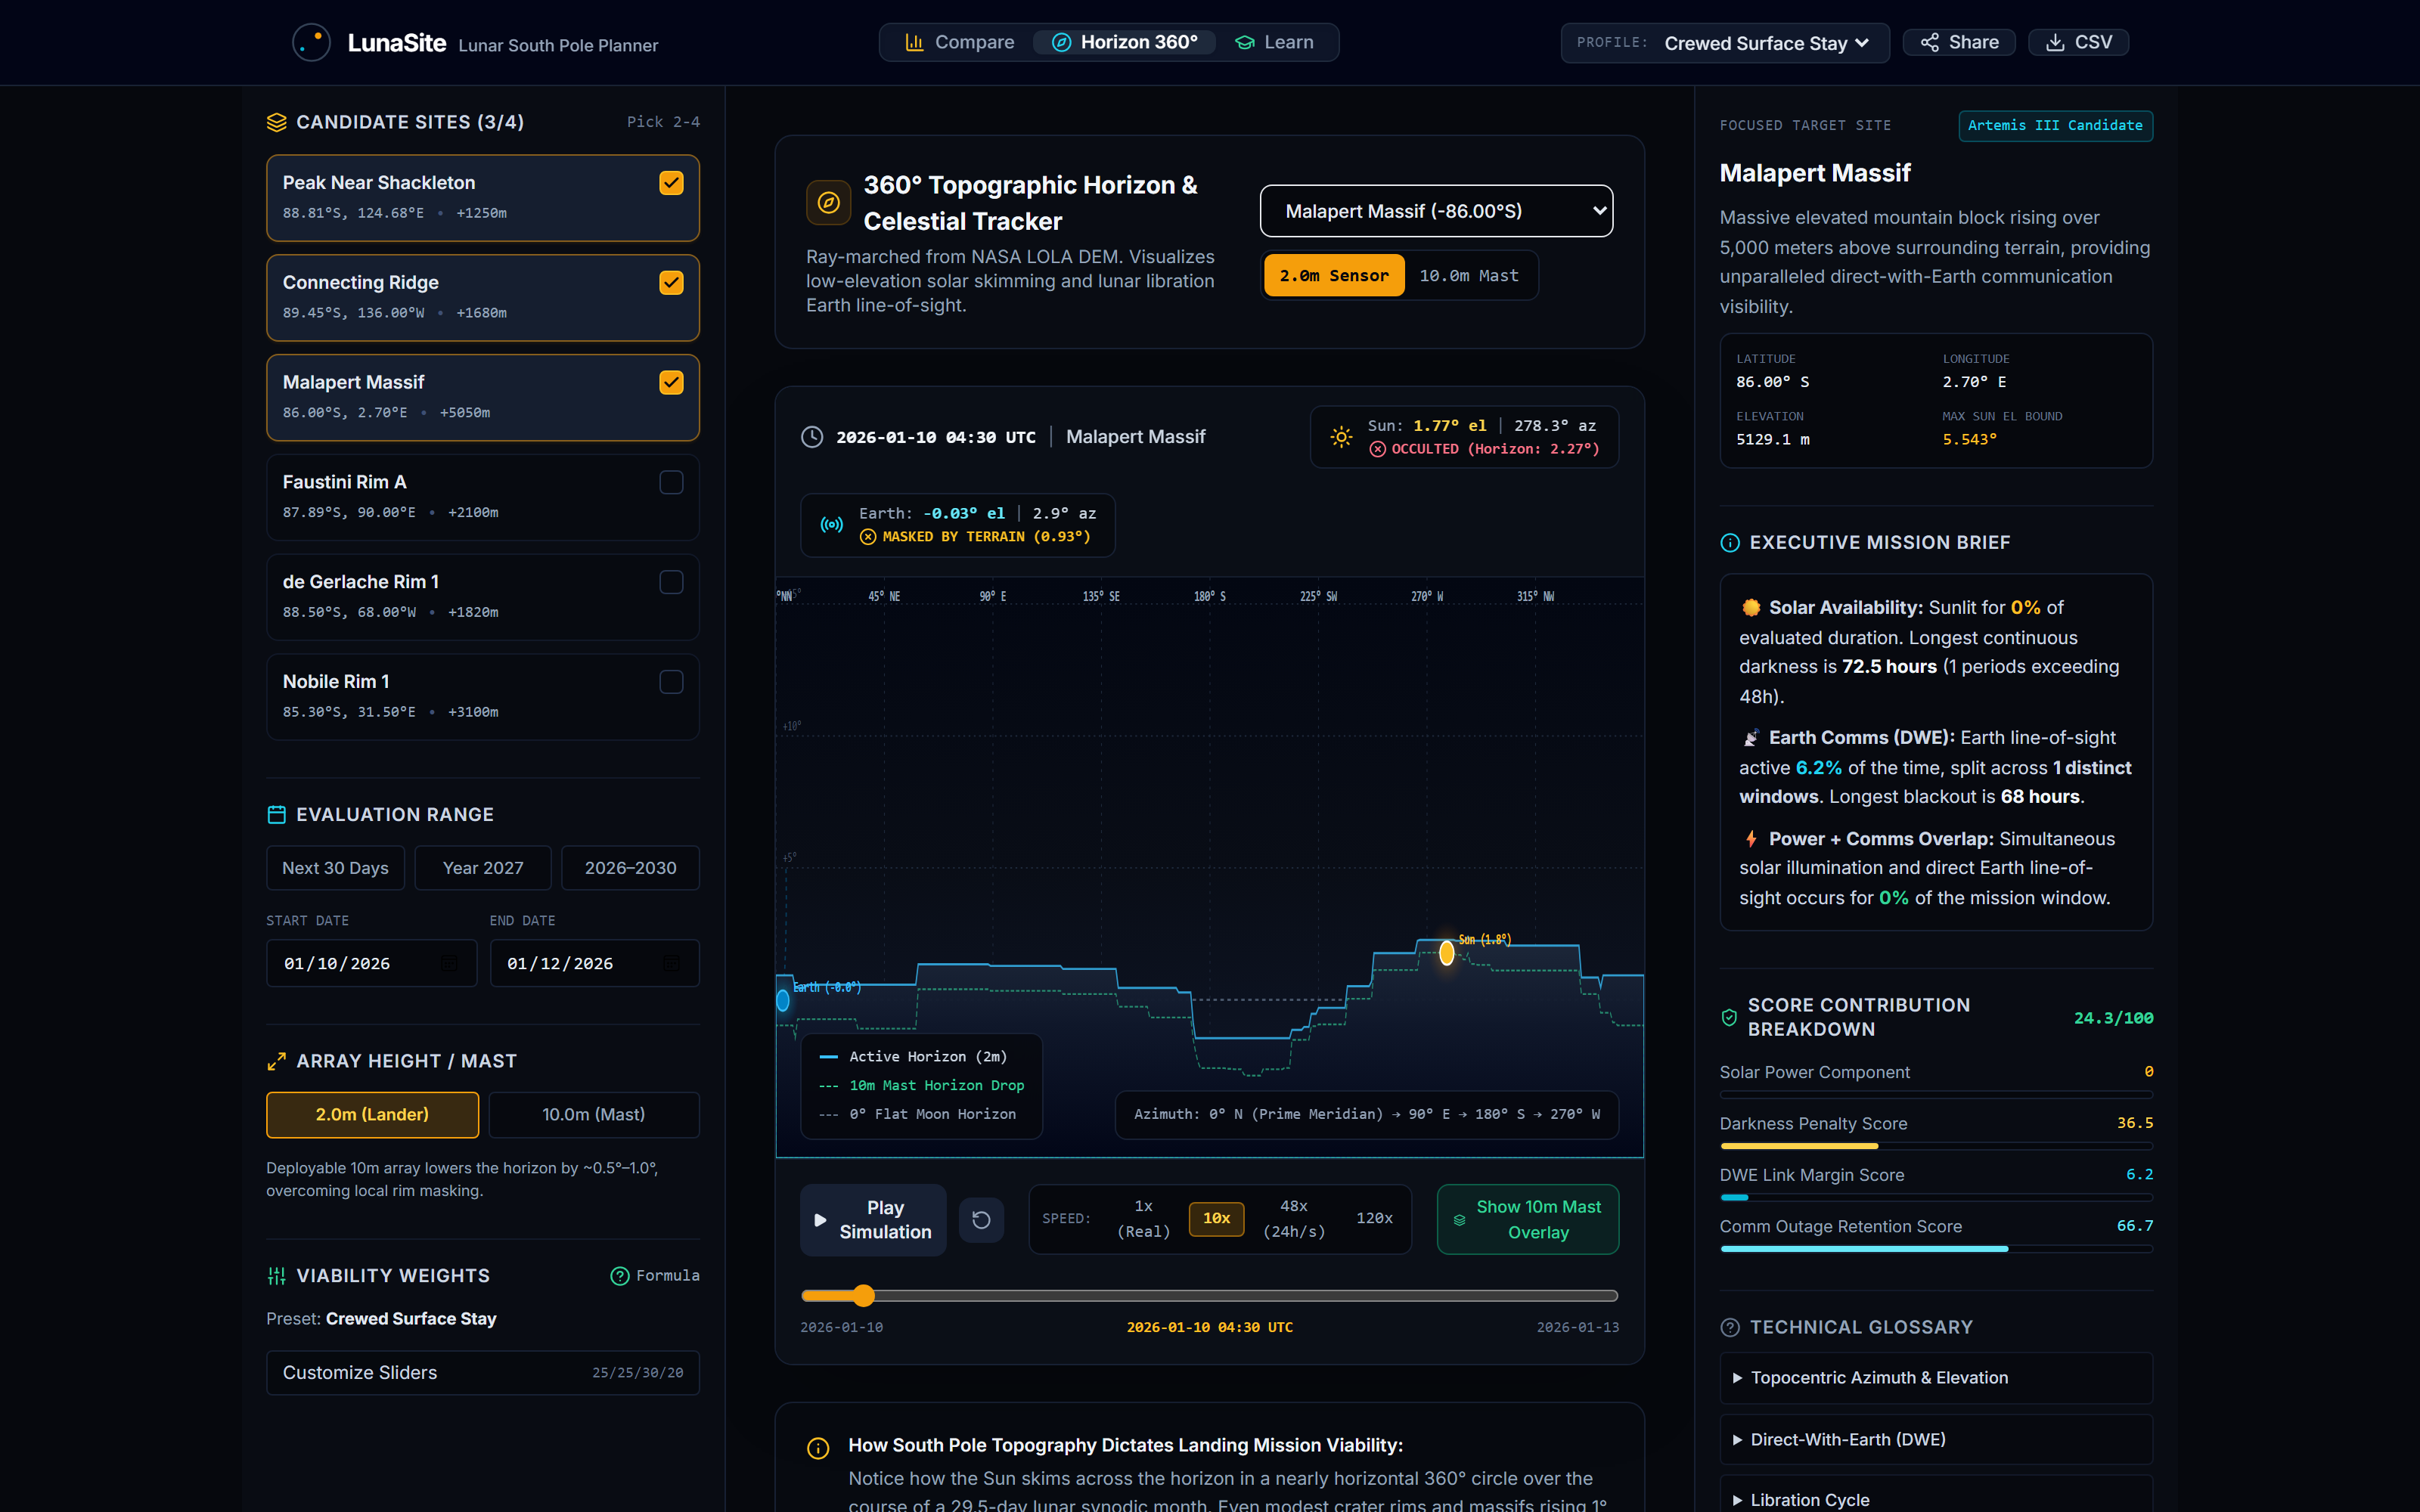 LunaSite Lunar South Pole Planner
Compare
Horizon 360°
Learn
PROFILE: Crewed Surface Stay
Share
CSV
CANDIDATE SITES (3/4)
Pick 2-4
Peak Near Shackleton
88.81°S, 124.68°E • +1250m
Connecting Ridge
89.45°S, 136.00°W • +1680m
Malapert Massif
86.00°S, 2.70°E • +5050m
Faustini Rim A
87.89°S, 90.00°E • +2100m
de Gerlache Rim 1
88.50°S, 68.00°W • +1820m
Nobile Rim 1
85.30°S, 31.50°E • +3100m
EVALUATION RANGE
Next 30 Days
Year 2027
2026–2030
START DATE
END DATE
01/10/2026
01/12/2026
ARRAY HEIGHT / MAST
2.0m (Lander)
10.0m (Mast)
Deployable 10m array lowers the horizon by ~0.5°–1.0°,
overcoming local rim masking.
VIABILITY WEIGHTS
Formula
Preset: Crewed Surface Stay
Customize Sliders
25/25/30/20
360° Topographic Horizon &
Celestial Tracker
Ray-marched from NASA LOLA DEM. Visualizes
low-elevation solar skimming and lunar libration
Earth line-of-sight.
Malapert Massif (-86.00°S)
2.0m Sensor
10.0m Mast
2026-01-10 04:30 UTC | Malapert Massif
Sun: 1.77° el | 278.3° az
OCCULTED (Horizon: 2.27°)
Earth: -0.03° el | 2.9° az
MASKED BY TERRAIN (0.93°)
45° NE
90° E
135° SE
180° S
225° SW
270° W
315° NW
+10°
+5°
Sun (1.8°)
Earth (-0.0°)
Active Horizon (2m)
10m Mast Horizon Drop
0° Flat Moon Horizon
Azimuth: 0° N (Prime Meridian) → 90° E → 180° S → 270° W
Play
Simulation
SPEED:
1x
(Real)
10x
48x
(24h/s)
120x
Show 10m Mast
Overlay
2026-01-10
2026-01-10 04:30 UTC
2026-01-13
How South Pole Topography Dictates Landing Mission Viability:
Notice how the Sun skims across the horizon in a nearly horizontal 360° circle over the
course of a 29.5-day lunar synodic month. Even modest crater rims and massifs rising 1°
FOCUSED TARGET SITE
Artemis III Candidate
Malapert Massif
Massive elevated mountain block rising over
5,000 meters above surrounding terrain, providing
unparalleled direct-with-Earth communication
visibility.
LATITUDE
86.00° S
LONGITUDE
2.70° E
ELEVATION
5129.1 m
MAX SUN EL BOUND
5.543°
EXECUTIVE MISSION BRIEF
Solar Availability: Sunlit for 0% of
evaluated duration. Longest continuous
darkness is 72.5 hours (1 periods exceeding
48h).
Earth Comms (DWE): Earth line-of-sight
active 6.2% of the time, split across 1 distinct
windows. Longest blackout is 68 hours.
Power + Comms Overlap: Simultaneous
solar illumination and direct Earth line-of-
sight occurs for 0% of the mission window.
SCORE CONTRIBUTION
BREAKDOWN
24.3/100
Solar Power Component
0
Darkness Penalty Score
36.5
DWE Link Margin Score
6.2
Comm Outage Retention Score
66.7
TECHNICAL GLOSSARY
Topocentric Azimuth & Elevation
Direct-With-Earth (DWE)
Libration Cycle